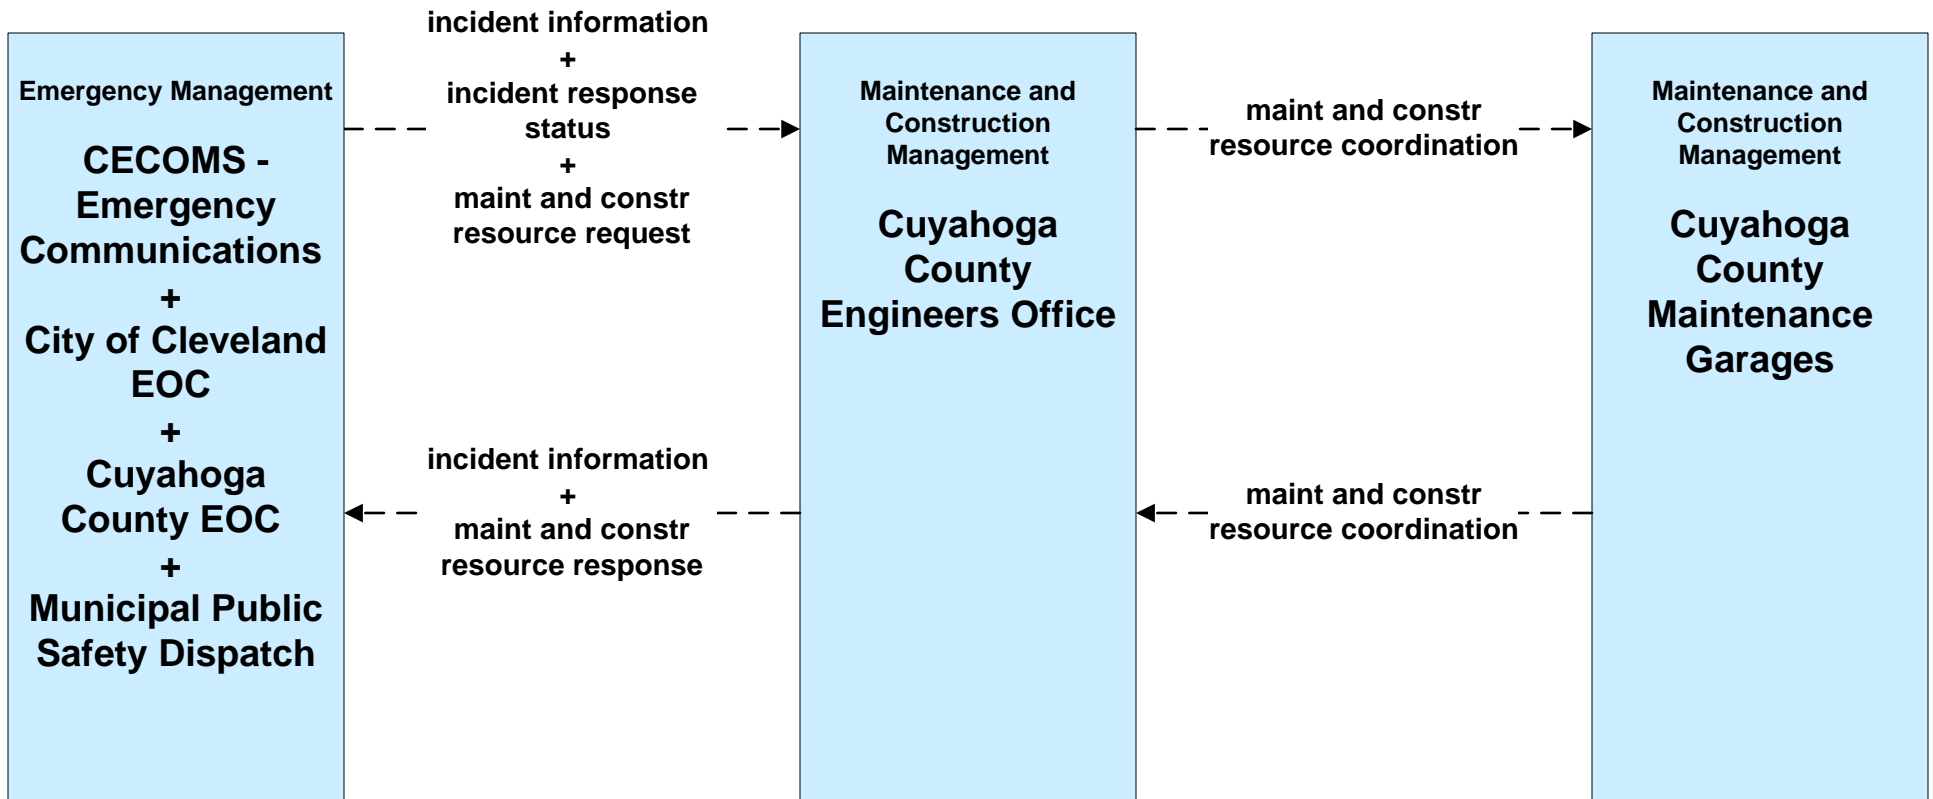 Emergency Management
CECOMS -
Emergency
Communications
+
City of Cleveland
EOC
+
Cuyahoga
County EOC
+
Municipal Public
Safety Dispatch
incident information
+
incident response
status
+
maint and constr
resource request
incident information
+
maint and constr
resource response
Maintenance and
Construction
Management
Cuyahoga
County
Engineers Office
maint and constr
resource coordination
maint and constr
resource coordination
Maintenance and
Construction
Management
Cuyahoga
County
Maintenance
Garages